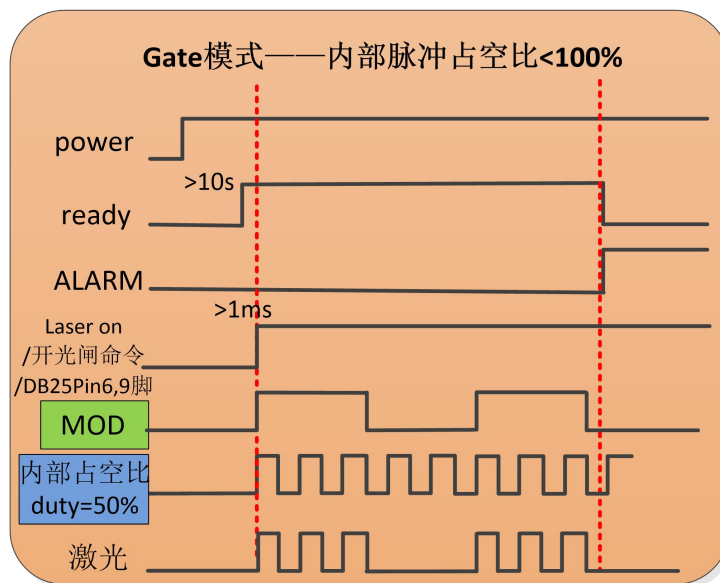 Gate模式——内部脉冲占空比<100%
power
>10s
ready
ALARM
>1ms
Laser on
/开光闸命令
/DB25Pin6,9脚
MOD
内部占空比
duty=50%
激光